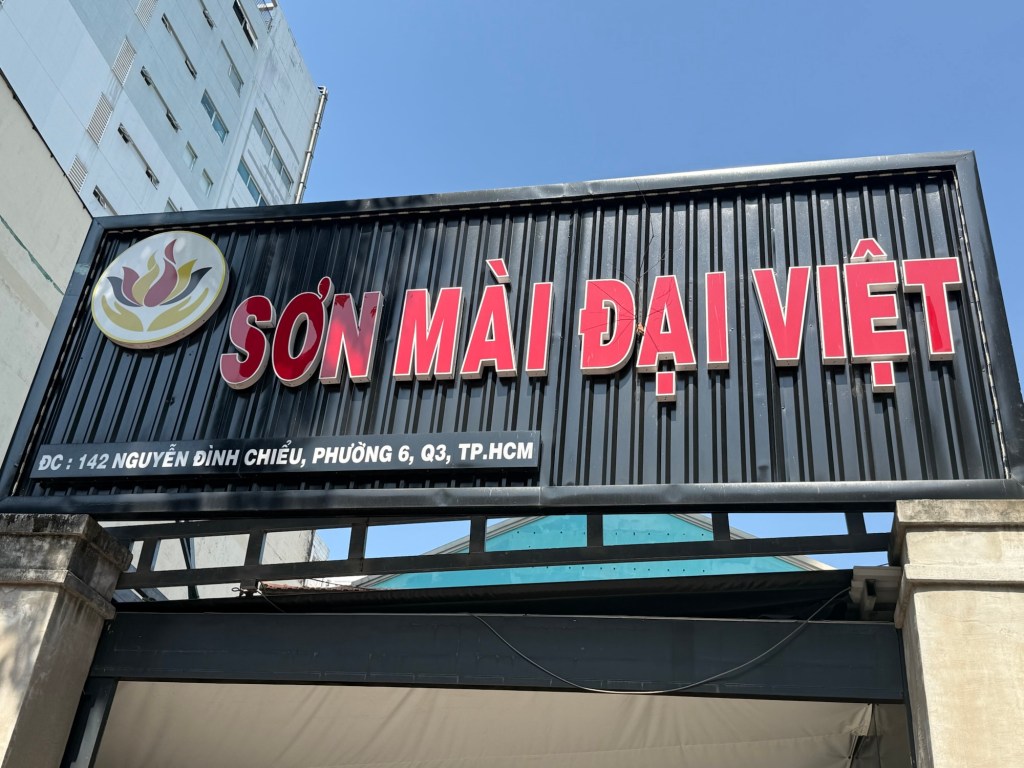 SƠN MÀI ĐẠI VIỆT
ĐC : 142 NGUYỄN ĐÌNH CHIỂU, PHƯỜNG 6, Q3, TP.HCM